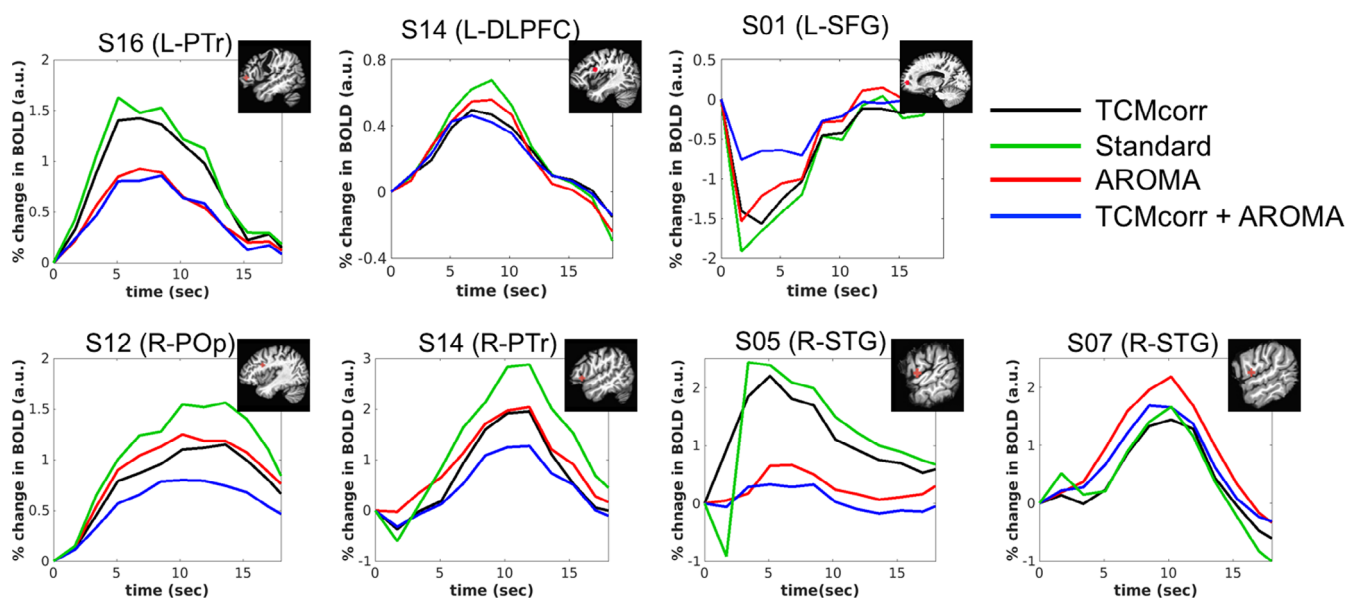 S16 (L-PTr)
% change in BOLD (a.u.)
2
1.5
1
0.5
0
0 5 10 15
time (sec)
S14 (L-DLPFC)
% change in BOLD (a.u.)
0.8
0.4
0
-0.4
0 5 10 15
time (sec)
S01 (L-SFG)
% change in BOLD (a.u.)
0
-0.5
-1
-1.5
-2
0 5 10 15
time (sec)
TCMcorr
Standard
AROMA
TCMcorr + AROMA
S12 (R-POp)
% change in BOLD (a.u.)
2
1.5
1
0.5
0
0 5 10 15
time (sec)
S14 (R-PTr)
% change in BOLD (a.u.)
3
2
1
0
-1
0 5 10 15
time (sec)
S05 (R-STG)
% chnage in BOLD (a.u.)
2
1
0
-1
0 5 10 15
time(sec)
S07 (R-STG)
% change in BOLD (a.u.)
2
1
0
-1
0 5 10 15
time (sec)